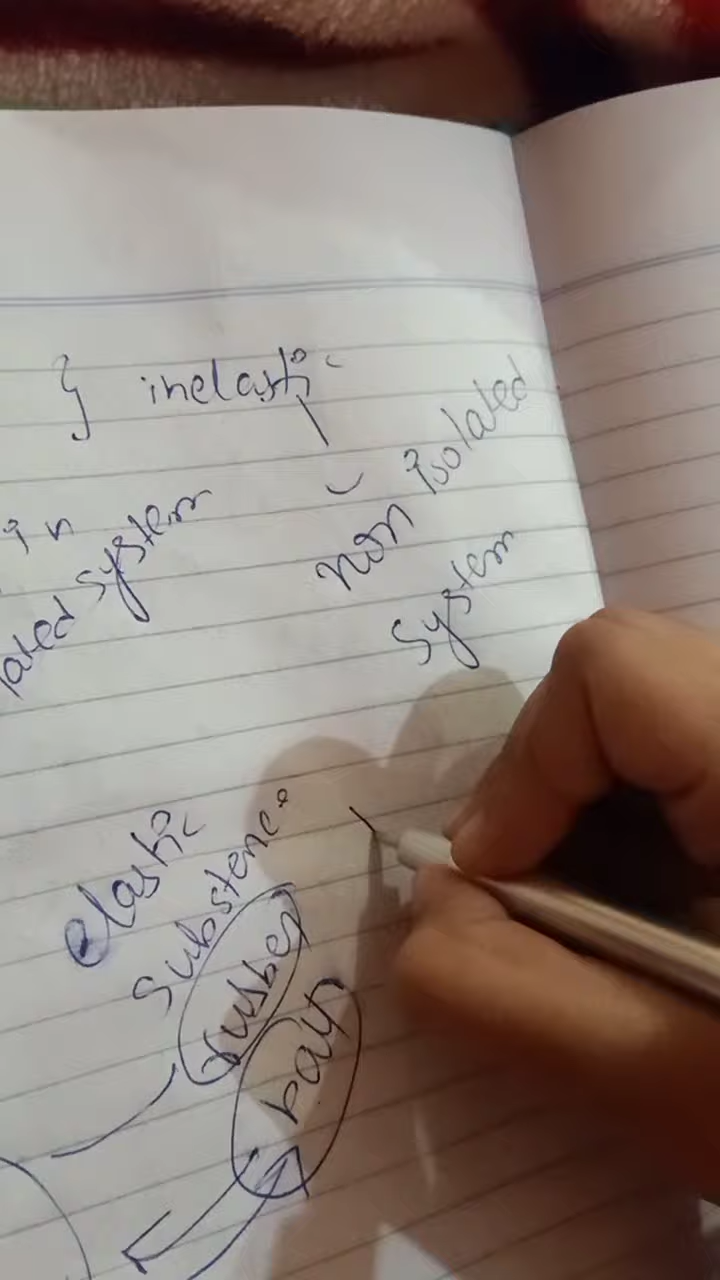 } inelastic
in
ated system
non isolated
system
elastic
substence
rubber
ball